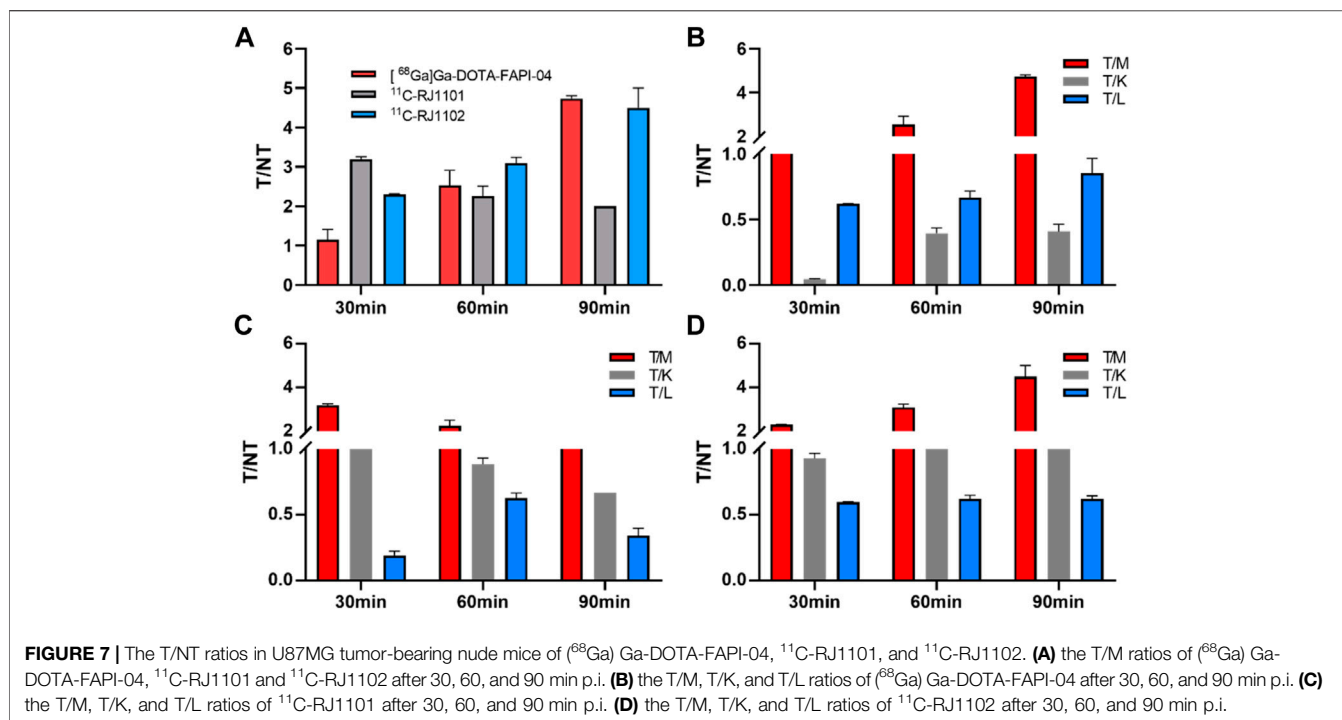 A
6
5
4
3
2
1
0
T/NT
[ ⁶⁸Ga]Ga-DOTA-FAPI-04
¹¹C-RJ1101
¹¹C-RJ1102
30min 60min 90min
B
6
4
2
1.0
0.5
0.0
T/NT
T/M
T/K
T/L
30min 60min 90min
C
6
4
2
1.0
0.5
0.0
T/NT
T/M
T/K
T/L
30min 60min 90min
D
6
4
2
1.0
0.5
0.0
T/NT
T/M
T/K
T/L
30min 60min 90min
FIGURE 7 | The T/NT ratios in U87MG tumor-bearing nude mice of (⁶⁸Ga) Ga-DOTA-FAPI-04, ¹¹C-RJ1101, and ¹¹C-RJ1102. (A) the T/M ratios of (⁶⁸Ga) Ga-
DOTA-FAPI-04, ¹¹C-RJ1101 and ¹¹C-RJ1102 after 30, 60, and 90 min p.i. (B) the T/M, T/K, and T/L ratios of (⁶⁸Ga) Ga-DOTA-FAPI-04 after 30, 60, and 90 min p.i. (C)
the T/M, T/K, and T/L ratios of ¹¹C-RJ1101 after 30, 60, and 90 min p.i. (D) the T/M, T/K, and T/L ratios of ¹¹C-RJ1102 after 30, 60, and 90 min p.i.